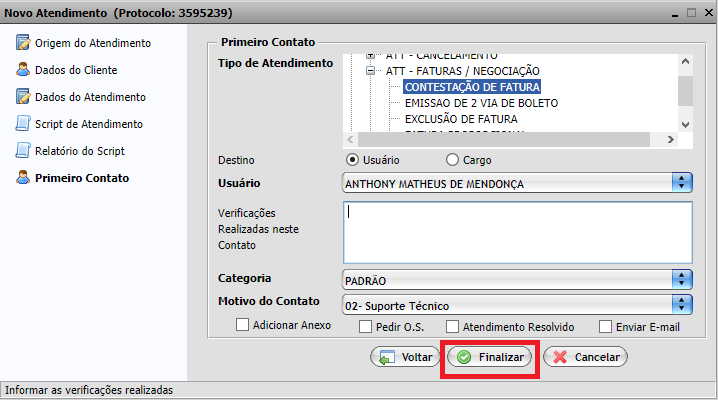 Novo Atendimento (Protocolo: 3595239)
Origem do Atendimento
Dados do Cliente
Dados do Atendimento
Script de Atendimento
Relatório do Script
Primeiro Contato
Primeiro Contato
Tipo de Atendimento
ATT - CANCELAMENTO
ATT - FATURAS / NEGOCIAÇÃO
CONTESTAÇÃO DE FATURA
EMISSAO DE 2 VIA DE BOLETO
EXCLUSÃO DE FATURA
Destino
Usuário
Cargo
Usuário
ANTHONY MATHEUS DE MENDONÇA
Verificações
Realizadas neste
Contato
Categoria
PADRÃO
Motivo do Contato
02- Suporte Técnico
Adicionar Anexo
Pedir O.S.
Atendimento Resolvido
Enviar E-mail
Voltar
Finalizar
Cancelar
Informar as verificações realizadas